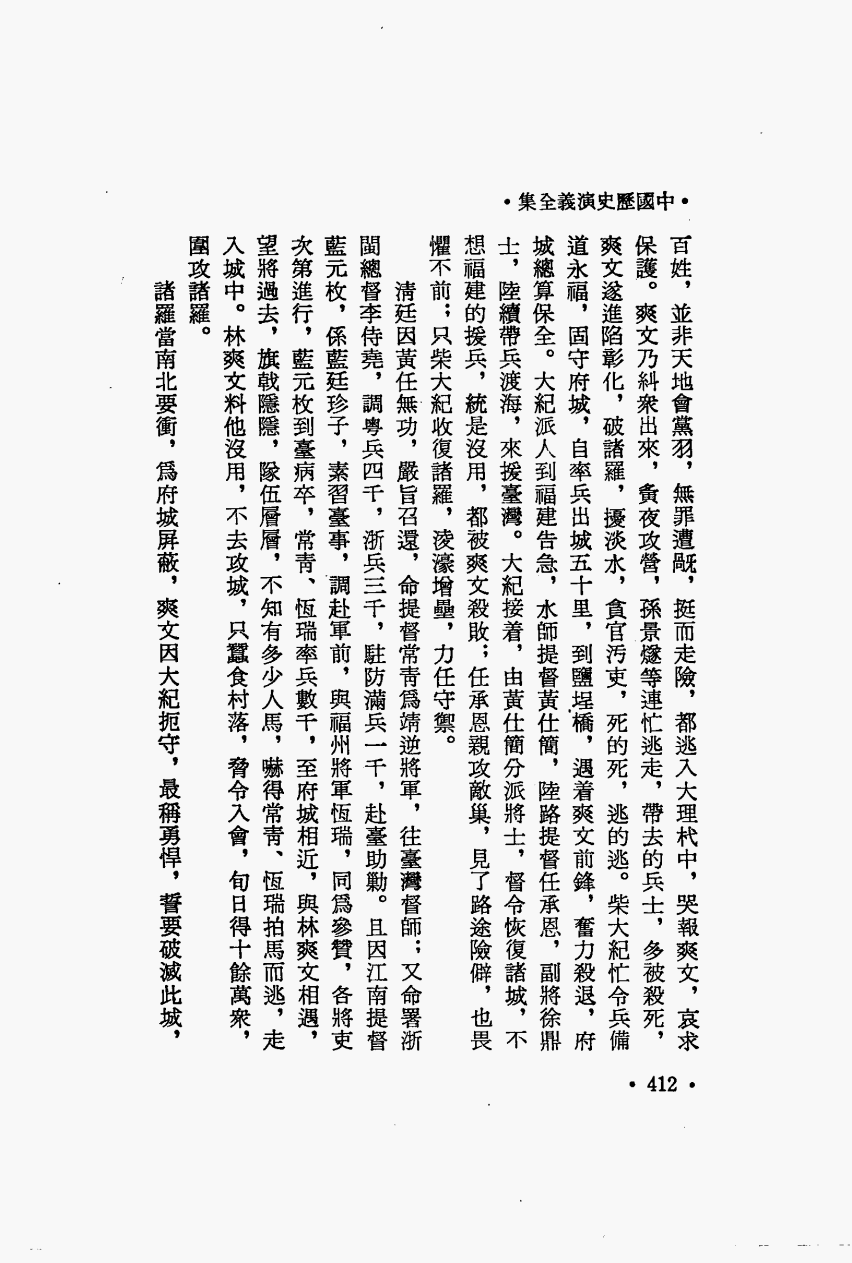 •中國歷史演義全集•
百姓，並非天地會黨羽，無罪遭毆，挺而走險，都逃入大理杙中，哭報爽文，哀求
保護。爽文乃糾衆出來，夤夜攻營，孫景燧等連忙逃走，帶去的兵士，多被殺死，
爽文遂進陷彰化，破諸羅，擾淡水，貪官汚吏，死的死，逃的逃。柴大紀忙令兵備
道永福，固守府城，自率兵出城五十里，到鹽埕橋，遇着爽文前鋒，奮力殺退，府
城總算保全。大紀派人到福建告急，水師提督黃仕簡，陸路提督任承恩，副將徐鼎
士，陸續帶兵渡海，來援臺灣。大紀接着，由黃仕簡分派將士，督令恢復諸城，不
想福建的援兵，統是沒用，都被爽文殺敗；任承恩親攻敵巢，見了路途險僻，也畏
懼不前；只柴大紀收復諸羅，淩濠增壘，力任守禦。
清廷因黃任無功，嚴旨召還，命提督常靑爲靖逆將軍，往臺灣督師；又命署浙
閩總督李侍堯，調粵兵四千，浙兵三千，駐防滿兵一千，赴臺助勦。且因江南提督
藍元枚，係藍廷珍子，素習臺事，調赴軍前，與福州將軍恆瑞，同爲參贊，各將吏
次第進行，藍元枚到臺病卒，常靑、恆瑞率兵數千，至府城相近，與林爽文相遇，
望將過去，旗戟隱隱，隊伍層層，不知有多少人馬，嚇得常靑、恆瑞拍馬而逃，走
入城中。林爽文料他沒用，不去攻城，只蠶食村落，脅令入會，旬日得十餘萬衆，
圍攻諸羅。
諸羅當南北要衝，爲府城屏蔽，爽文因大紀扼守，最稱勇悍，誓要破滅此城，
•412•